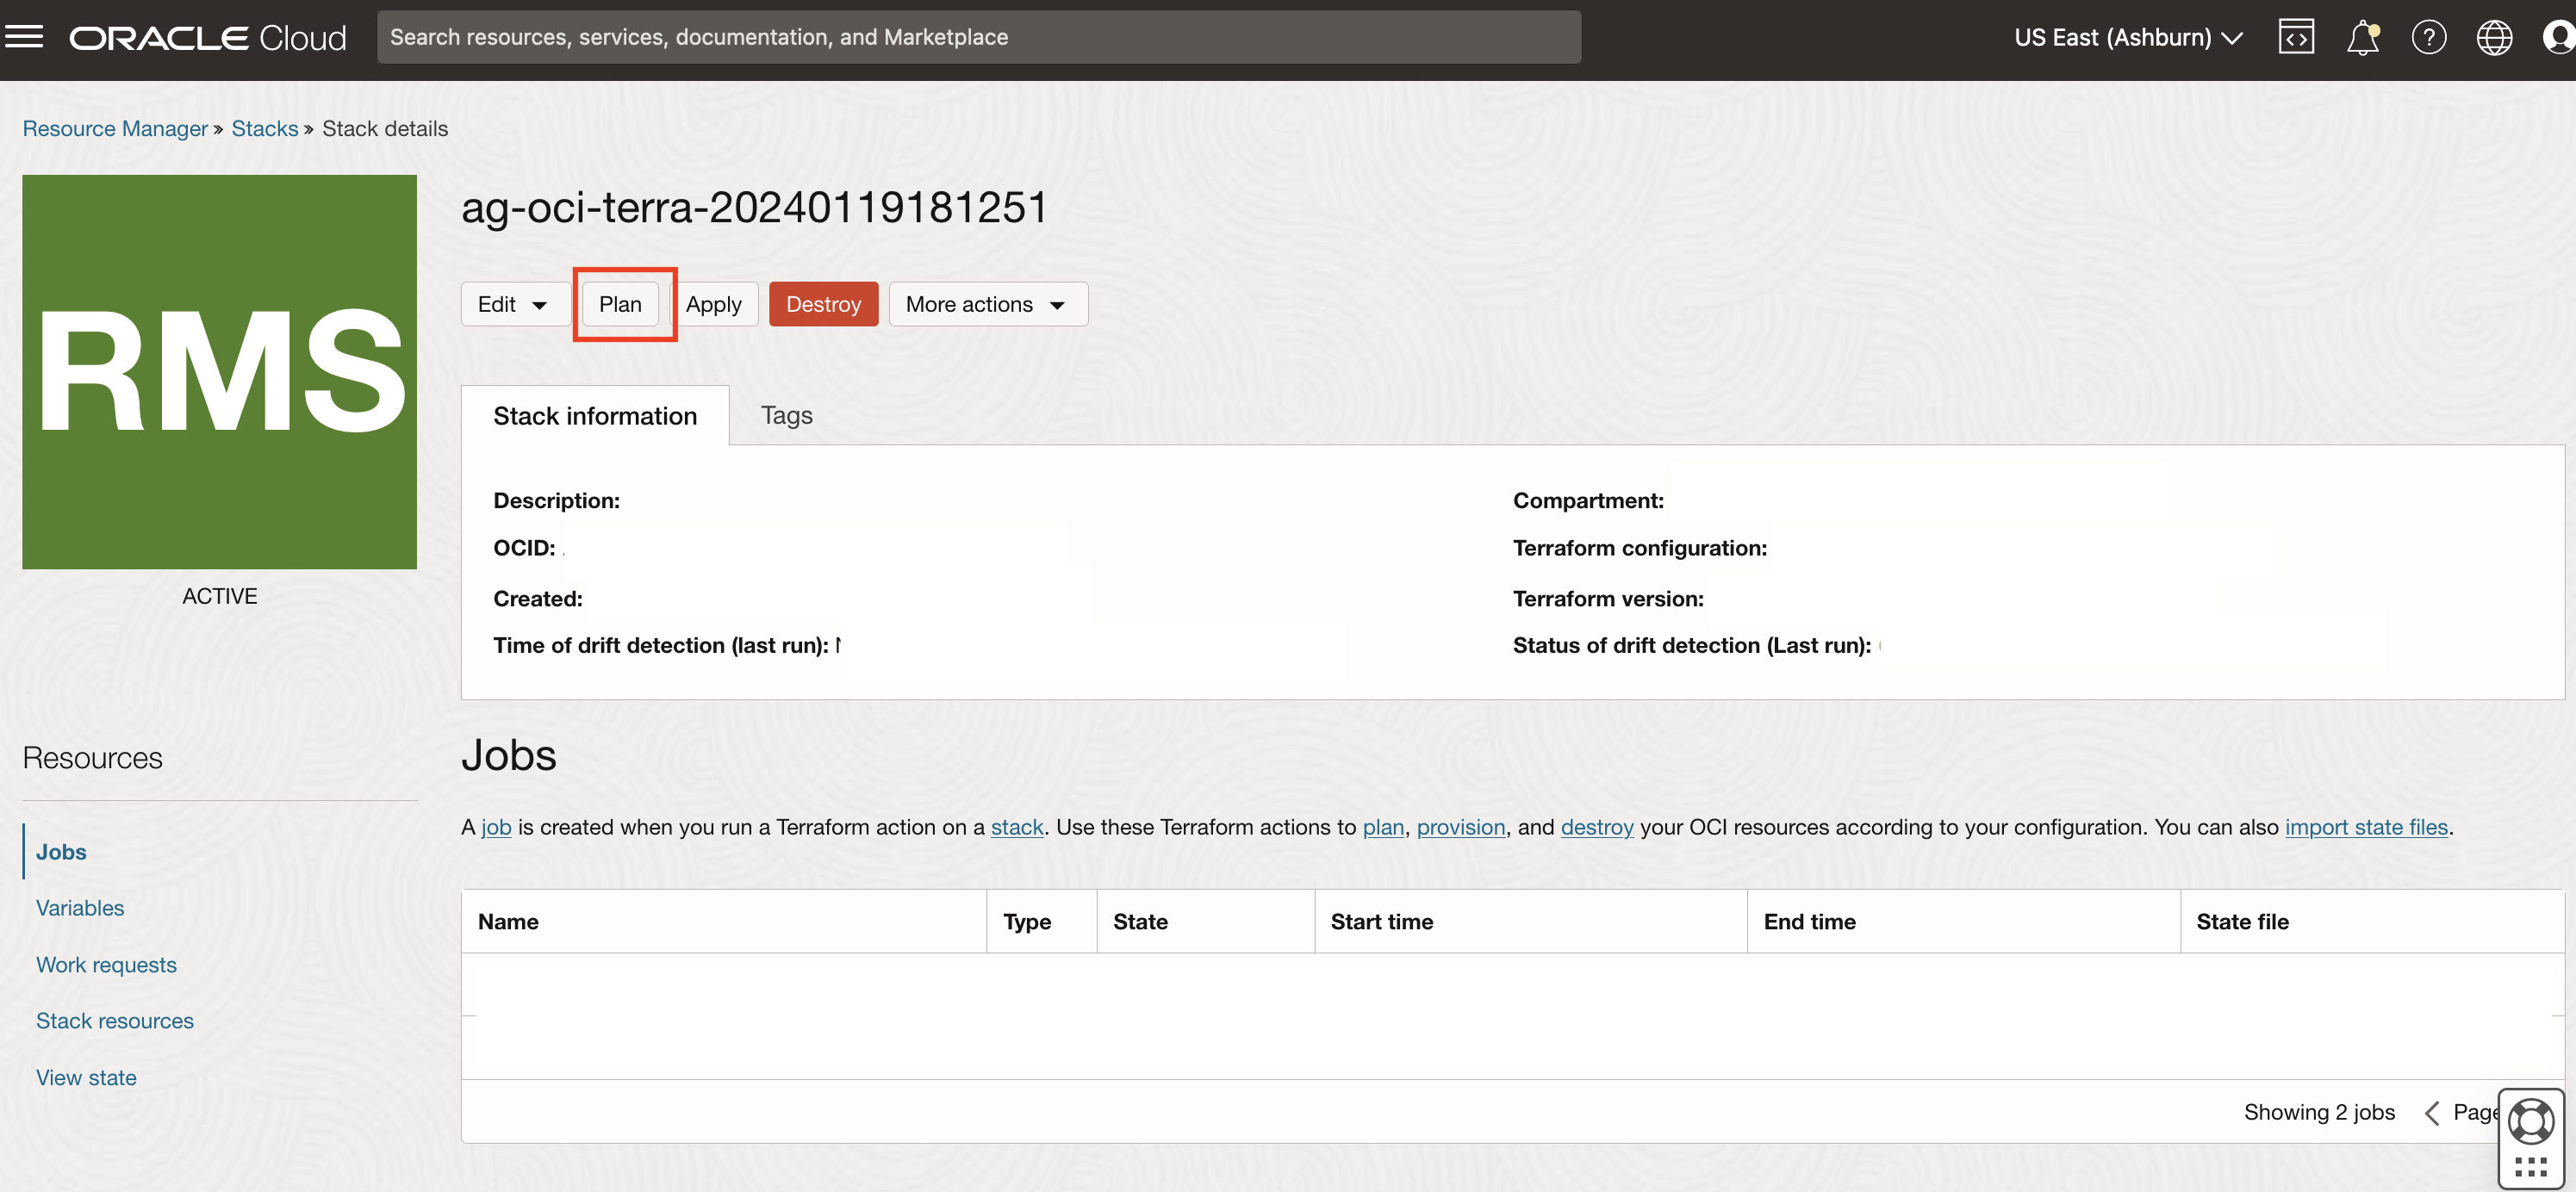 ORACLE Cloud
Search resources, services, documentation, and Marketplace
US East (Ashburn)
Resource Manager » Stacks » Stack details
RMS
ACTIVE
ag-oci-terra-20240119181251
Edit Plan Apply Destroy More actions
Stack information Tags
Description:
Compartment:
OCID:
Terraform configuration:
Created:
Terraform version:
Time of drift detection (last run):
Status of drift detection (Last run):
Resources
Jobs
Variables
Work requests
Stack resources
View state
Jobs
A job is created when you run a Terraform action on a stack. Use these Terraform actions to plan, provision, and destroy your OCI resources according to your configuration. You can also import state files.
Name Type State Start time End time State file
Showing 2 jobs Page